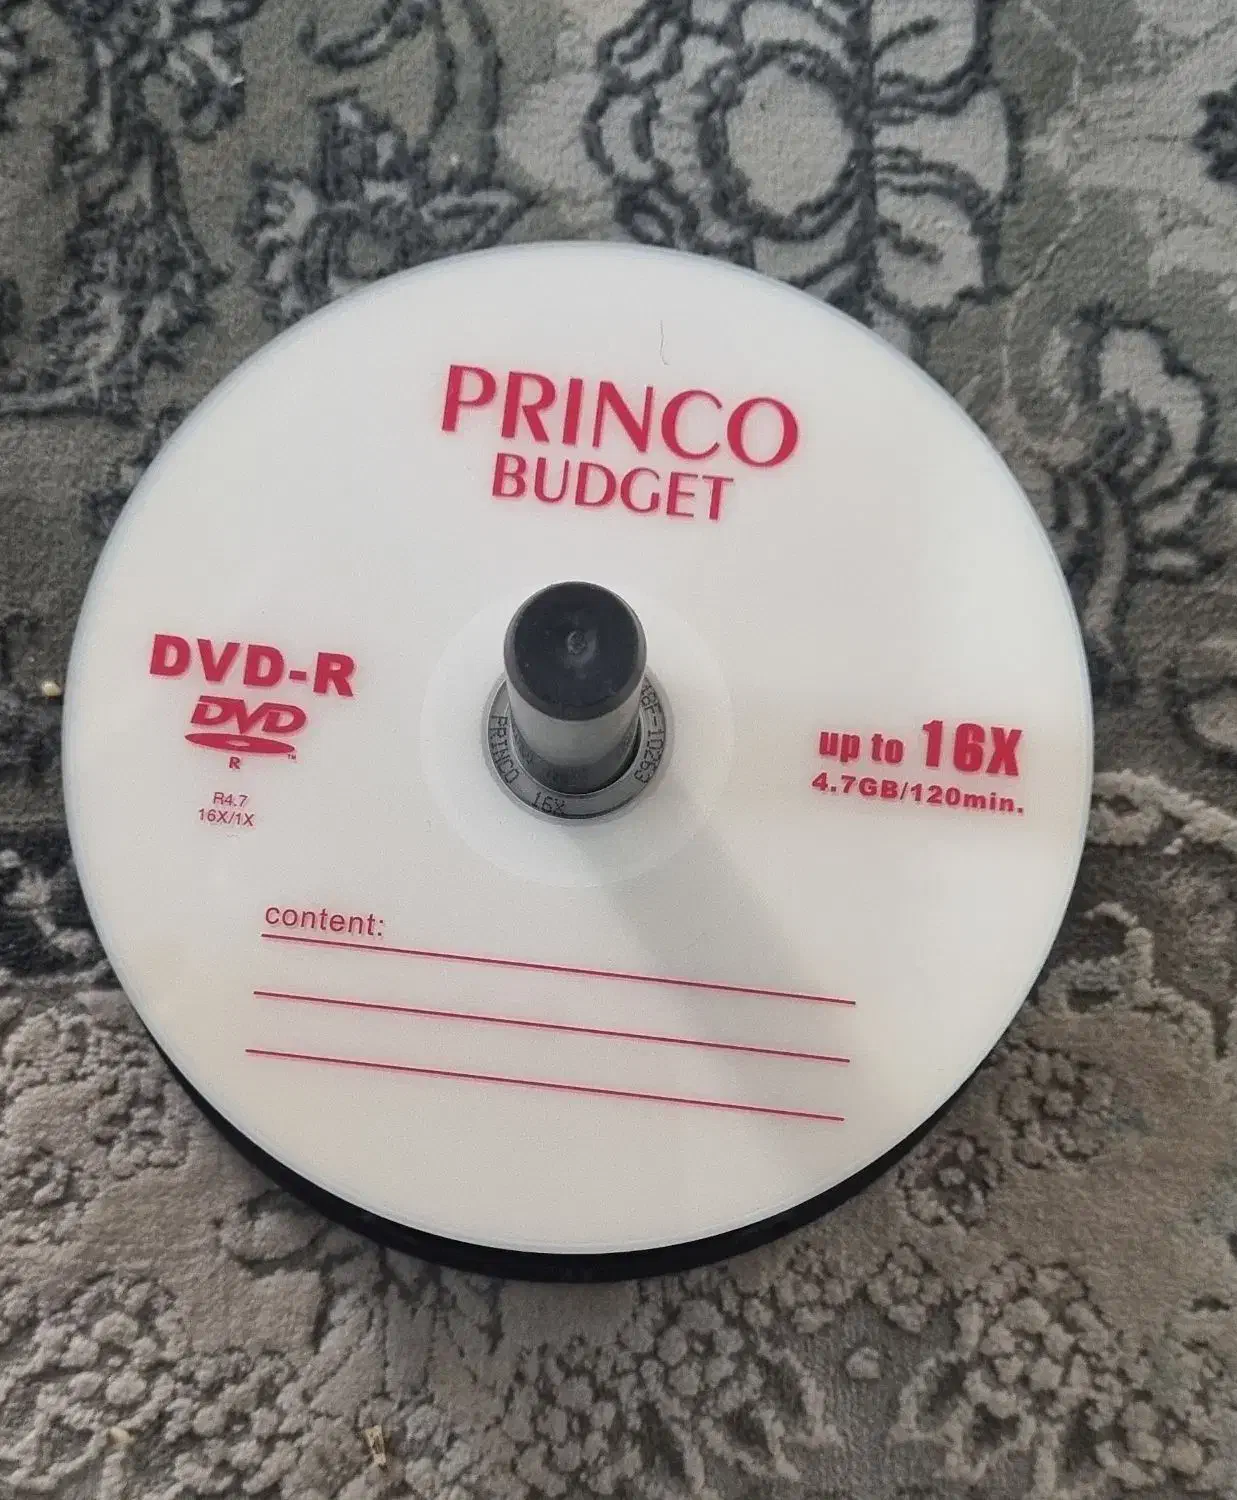 PRINCO
BUDGET
DVD-R
DVD
R
R4.7
16X/1X
up to 16X
4.7GB/120min.
PRINCO 16X
content: